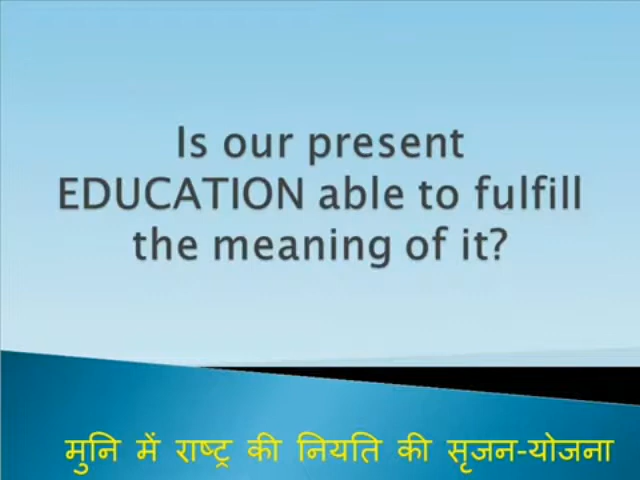 Is our present
EDUCATION able to fulfill
the meaning of it?
मुनि में राष्ट्र की नियति की सृजन-योजना